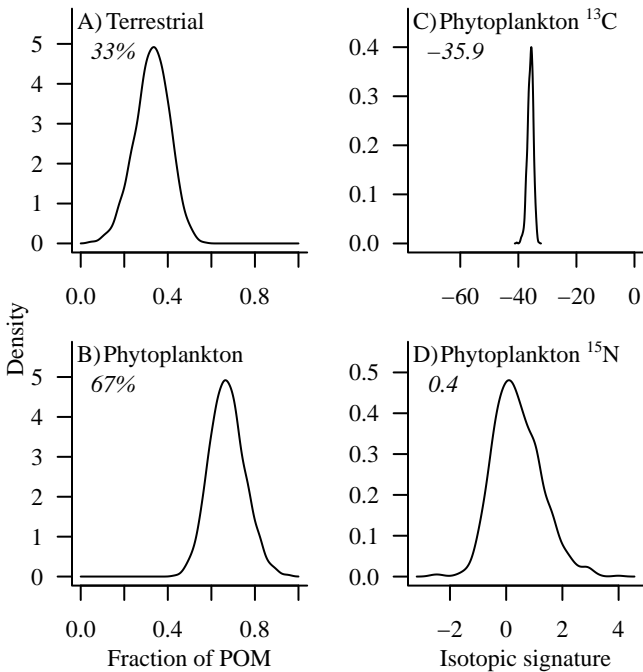 A) Terrestrial
33%
5
4
3
2
1
0
0.0 0.4 0.8
C) Phytoplankton ¹³C
−35.9
0.4
0.3
0.2
0.1
0.0
−60 −40 −20 0
Density
B) Phytoplankton
67%
5
4
3
2
1
0
0.0 0.4 0.8
Fraction of POM
D) Phytoplankton ¹⁵N
0.4
0.5
0.4
0.3
0.2
0.1
0.0
−2 0 2 4
Isotopic signature